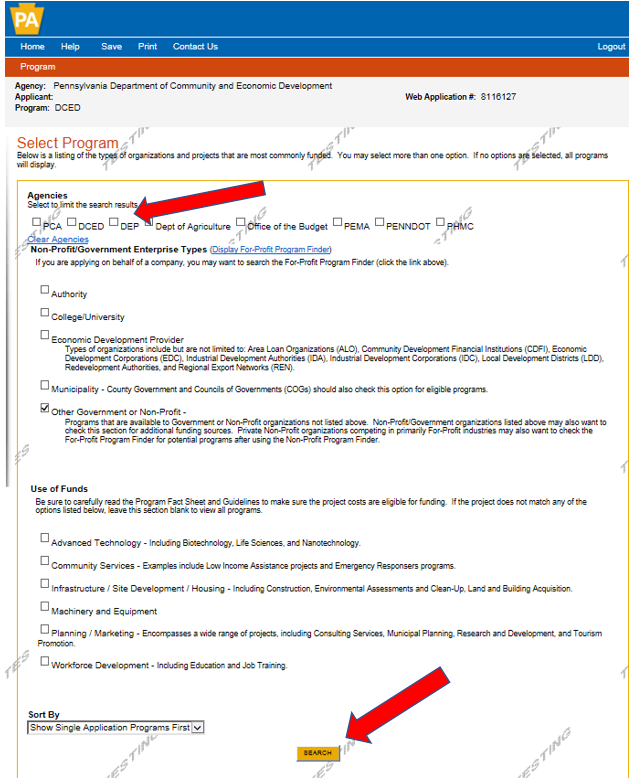 PA
Home Help Save Print Contact Us Logout
Program
Agency: Pennsylvania Department of Community and Economic Development
Applicant: Web Application #: 8116127
Program: DCED
Select Program
Below is a listing of the types of organizations and projects that are most commonly funded. You may select more than one option. If no options are selected, all programs
will display.
Agencies
Select to limit the search results.
PCA DCED DEP Dept of Agriculture Office of the Budget PEMA PENNDOT PHMC
Clear Agencies
Non-Profit/Government Enterprise Types (Display For-Profit Program Finder)
If you are applying on behalf of a company, you may want to search the For-Profit Program Finder (click the link above).
Authority
College/University
Economic Development Provider
Types of organizations include but are not limited to: Area Loan Organizations (ALO), Community Development Financial Institutions (CDFI), Economic
Development Corporations (EDC), Industrial Development Authorities (IDA), Industrial Development Corporations (IDC), Local Development Districts (LDD),
Redevelopment Authorities, and Regional Export Networks (REN).
Municipality - County Government and Councils of Governments (COGs) should also check this option for eligible programs.
Other Government or Non-Profit -
Programs that are available to Government or Non-Profit organizations not listed above. Non-Profit/Government organizations listed above may also want to
check this section for additional funding sources. Private Non-Profit organizations competing in primarily For-Profit industries may also want to check the
For-Profit Program Finder for potential programs after using the Non-Profit Program Finder.
Use of Funds
Be sure to carefully read the Program Fact Sheet and Guidelines to make sure the project costs are eligible for funding. If the project does not match any of the
options listed below, leave this section blank to view all programs.
Advanced Technology - Including Biotechnology, Life Sciences, and Nanotechnology.
Community Services - Examples include Low Income Assistance projects and Emergency Responsers programs.
Infrastructure / Site Development / Housing - Including Construction, Environmental Assessments and Clean-Up, Land and Building Acquisition.
Machinery and Equipment
Planning / Marketing - Encompasses a wide range of projects, including Consulting Services, Municipal Planning, Research and Development, and Tourism
Promotion.
Workforce Development - Including Education and Job Training.
Sort By
Show Single Application Programs First
SEARCH
TESTING